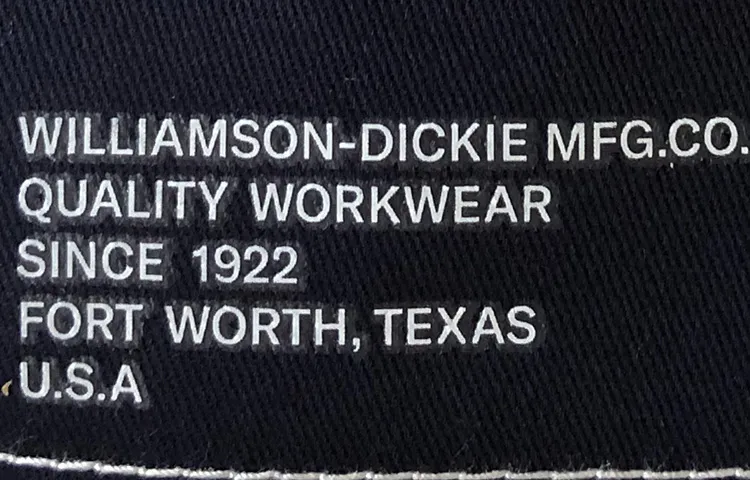 WILLIAMSON-DICKIE MFG.CO.
QUALITY WORKWEAR
SINCE 1922
FORT WORTH, TEXAS
U.S.A